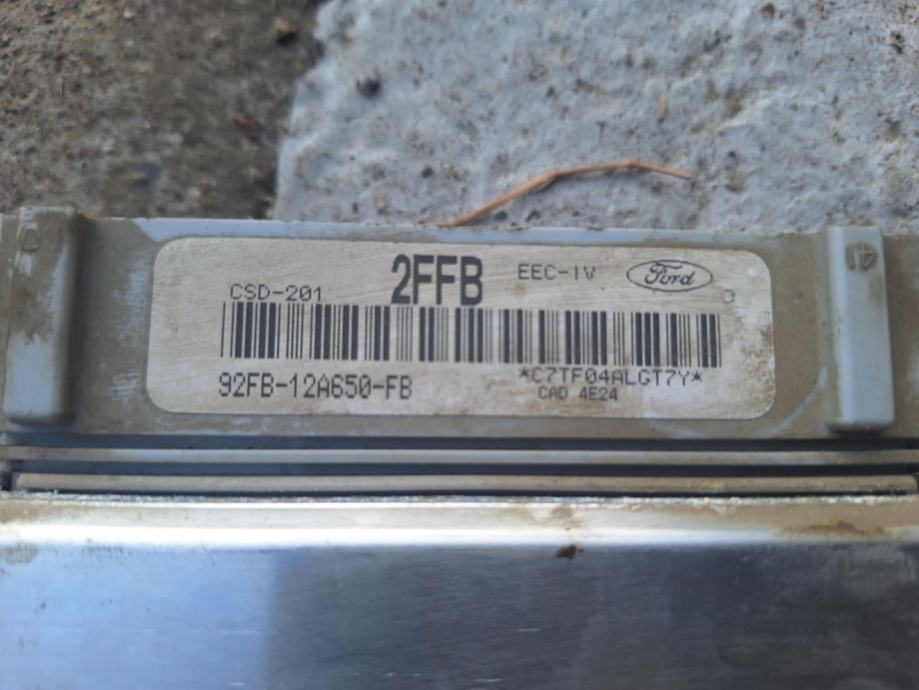 2FFB
EEC-IV
Ford
CSD-201
92FB-12A650-FB
*C7TF04ALGT7Y*
CAD 4E24